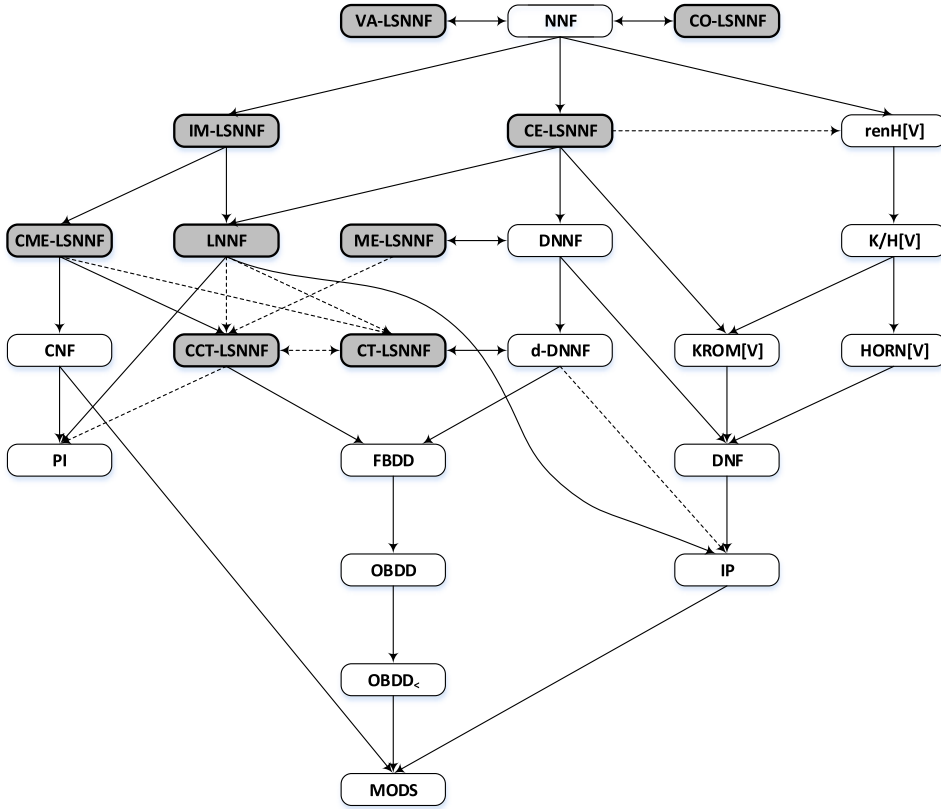 VA-LSNNF
NNF
CO-LSNNF
IM-LSNNF
CE-LSNNF
renH[V]
CME-LSNNF
LNNF
ME-LSNNF
DNNF
K/H[V]
CNF
CCT-LSNNF
CT-LSNNF
d-DNNF
KROM[V]
HORN[V]
PI
FBDD
DNF
OBDD
IP
OBDD<
MODS